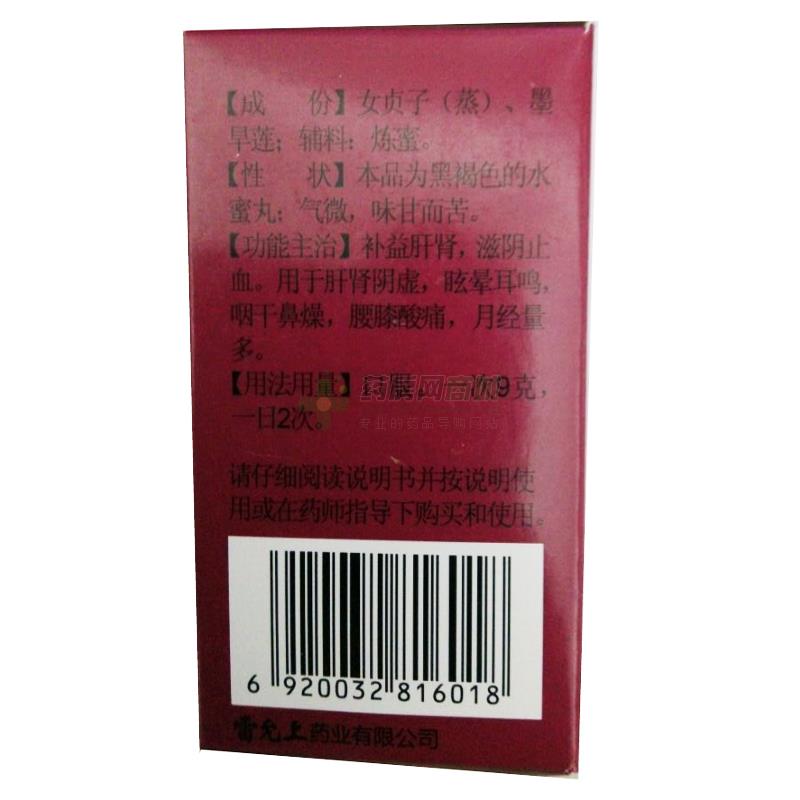 【成 份】女贞子(蒸)、墨
旱莲;辅料:炼蜜。
【性 状】本品为黑褐色的水
蜜丸;气微,味甘而苦。
【功能主治】补益肝肾,滋阴止
血。用于肝肾阴虚,眩晕耳鸣,
咽干鼻燥,腰膝酸痛,月经量
多。
【用法用量】口服,一次9克,
一日2次。
专业的药品导购网站
请仔细阅读说明书并按说明使
用或在药师指导下购买和使用。
6 920032 816018
雷允上药业有限公司